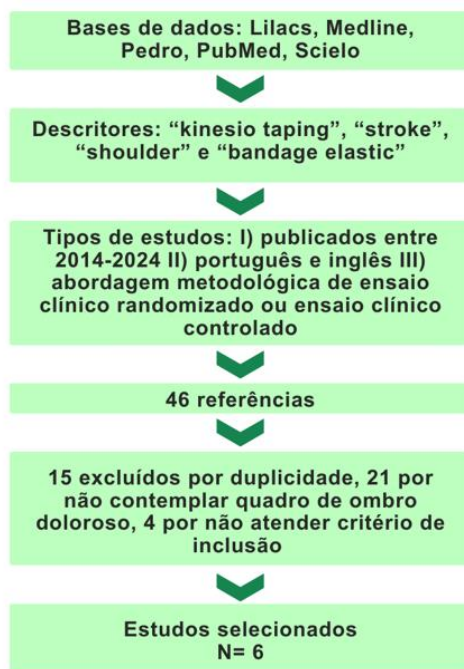 Bases de dados: Lilacs, Medline,
Pedro, PubMed, Scielo
Descritores: “kinesio taping”, “stroke”,
“shoulder” e “bandage elastic”
Tipos de estudos: I) publicados entre
2014-2024 II) português e inglês III)
abordagem metodológica de ensaio
clínico randomizado ou ensaio clínico
controlado
46 referências
15 excluídos por duplicidade, 21 por
não contemplar quadro de ombro
doloroso, 4 por não atender critério de
inclusão
Estudos selecionados
N= 6